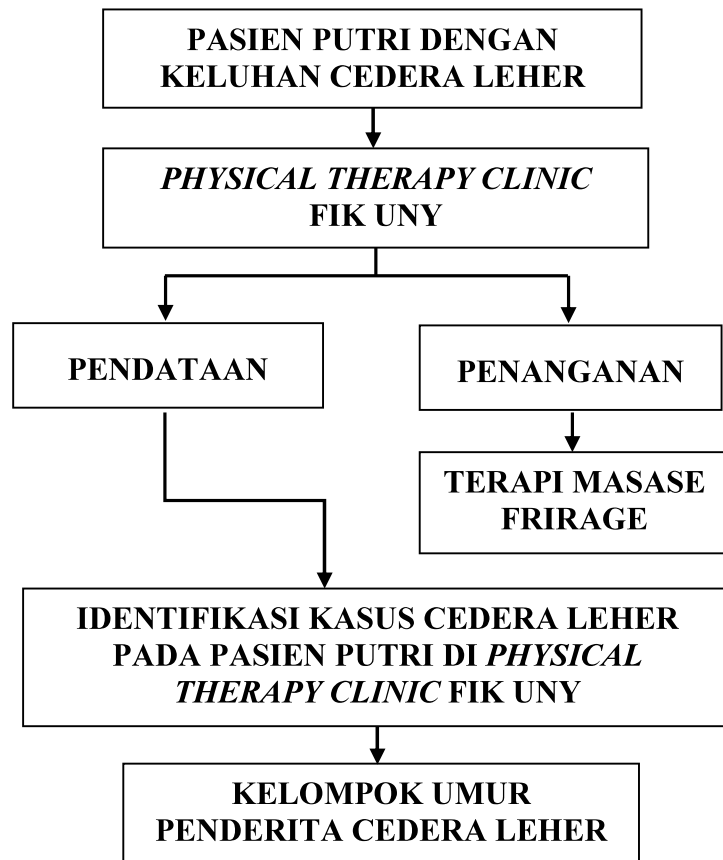 PASIEN PUTRI DENGAN
KELUHAN CEDERA LEHER
PHYSICAL THERAPY CLINIC
FIK UNY
PENDATAAN
PENANGANAN
TERAPI MASASE
FRIRAGE
IDENTIFIKASI KASUS CEDERA LEHER
PADA PASIEN PUTRI DI PHYSICAL
THERAPY CLINIC FIK UNY
KELOMPOK UMUR
PENDERITA CEDERA LEHER